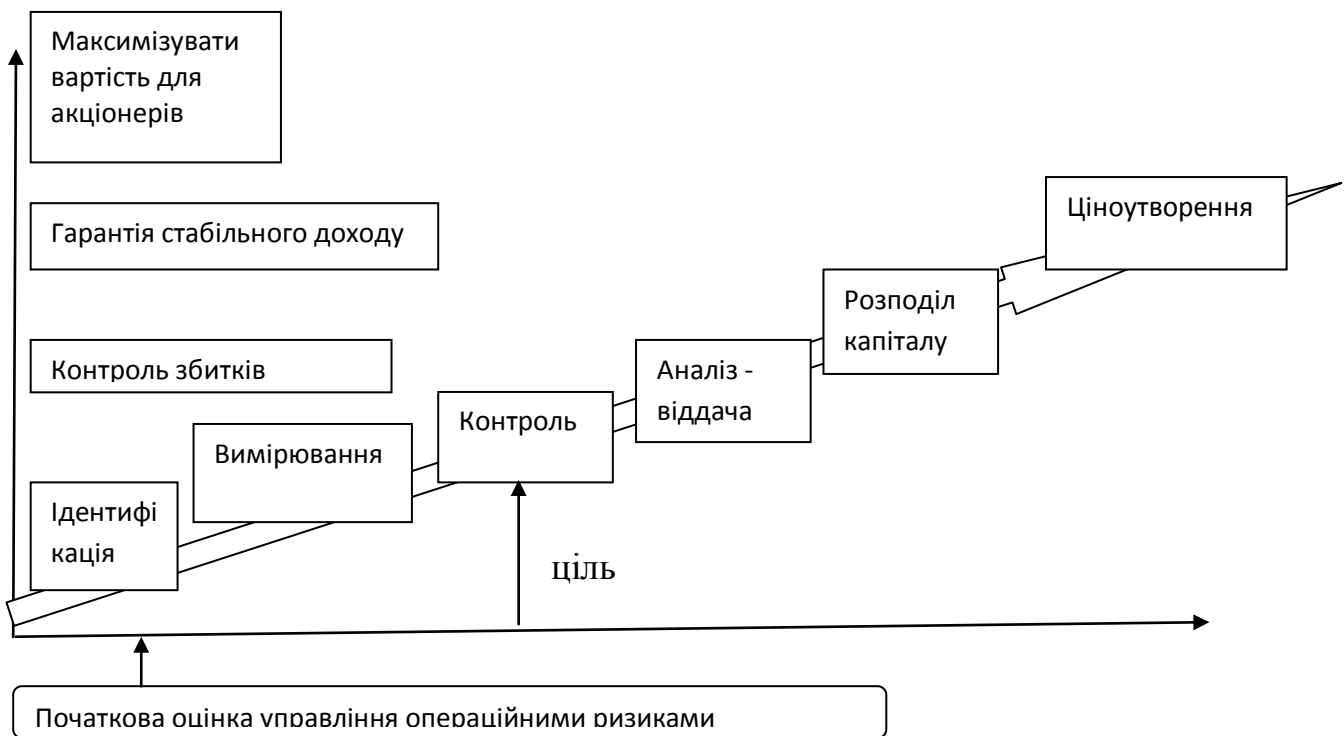 Максимізувати
вартість для
акціонерів
Ціноутворення
Гарантія стабільного доходу
Розподіл
капіталу
Контроль збитків
Аналіз -
віддача
Контроль
Вимірювання
Ідентифі
кація
ціль
Початкова оцінка управління операційними ризиками